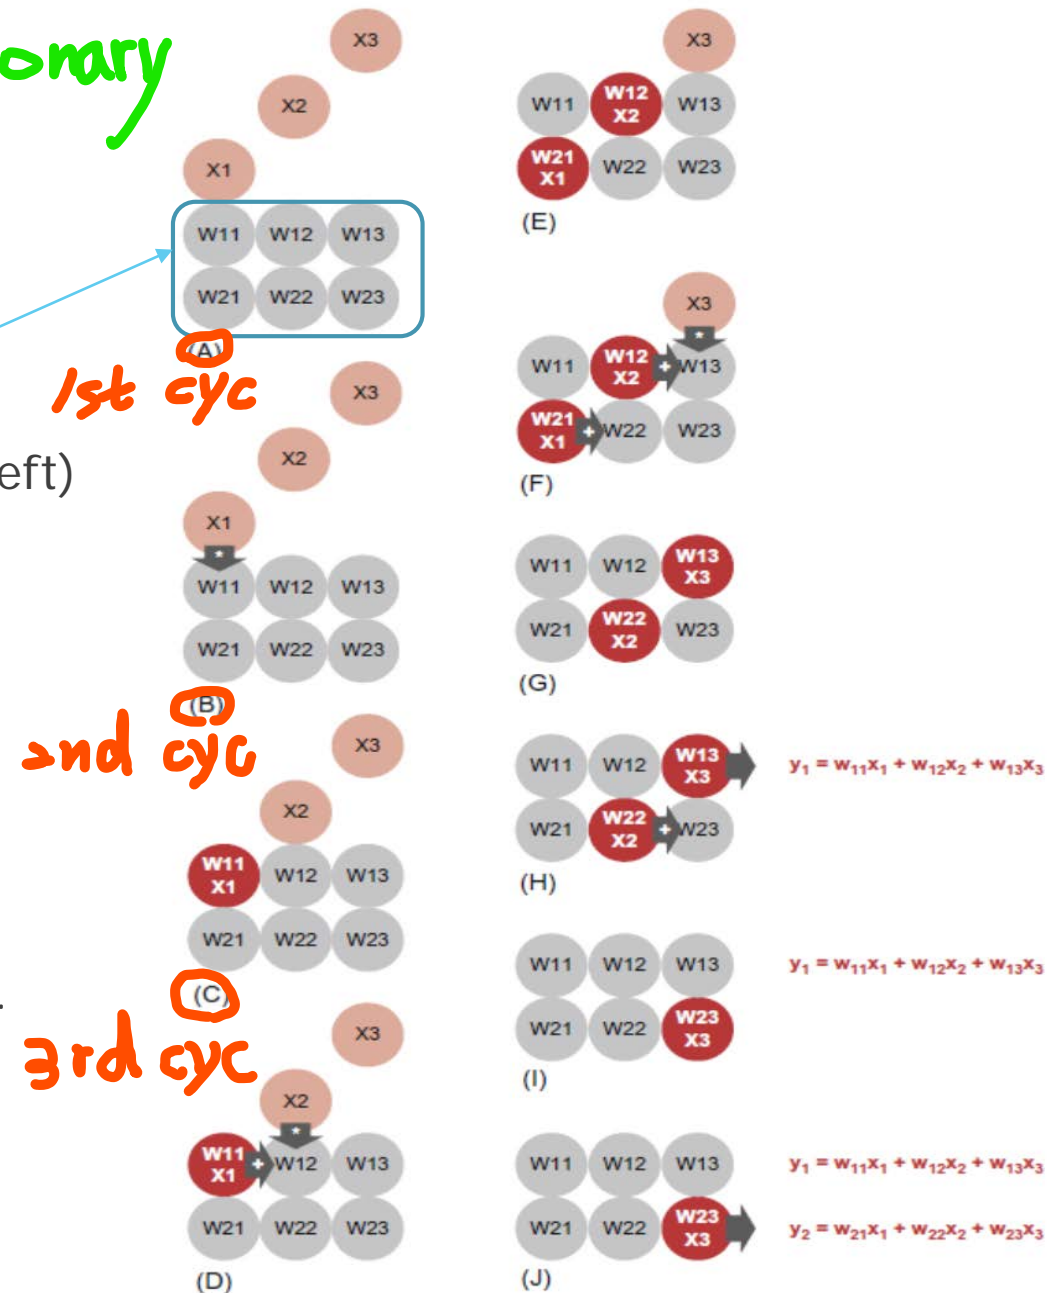 onary
X3
X2
X1
W11 W12 W13
W21 W22 W23
(A)
1st cyc
eft)
X3
X2
X1
*
W11 W12 W13
W21 W22 W23
(B)
2nd cyc
X3
X2
W11 X1 W12 W13
W21 W22 W23
(C)
.
3rd cyc
X3
X2
*
W11 X1 + W12 W13
W21 W22 W23
(D)
X3
W11 W12 X2 W13
W21 X1 W22 W23
(E)
X3
*
W11 W12 X2 + W13
W21 X1 + W22 W23
(F)
W11 W12 W13 X3
W21 W22 X2 W23
(G)
W11 W12 W13 X3 y₁ = w₁₁x₁ + w₁₂x₂ + w₁₃x₃
W21 W22 X2 + W23
(H)
W11 W12 W13 y₁ = w₁₁x₁ + w₁₂x₂ + w₁₃x₃
W21 W22 W23 X3
(I)
W11 W12 W13 y₁ = w₁₁x₁ + w₁₂x₂ + w₁₃x₃
W21 W22 W23 X3 y₂ = w₂₁x₁ + w₂₂x₂ + w₂₃x₃
(J)